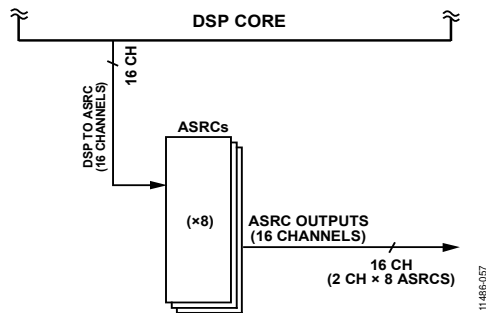 DSP CORE
16 CH
DSP TO ASRC
(16 CHANNELS)
ASRCs
(×8)
ASRC OUTPUTS
(16 CHANNELS)
16 CH
(2 CH × 8 ASRCS)
11486-057